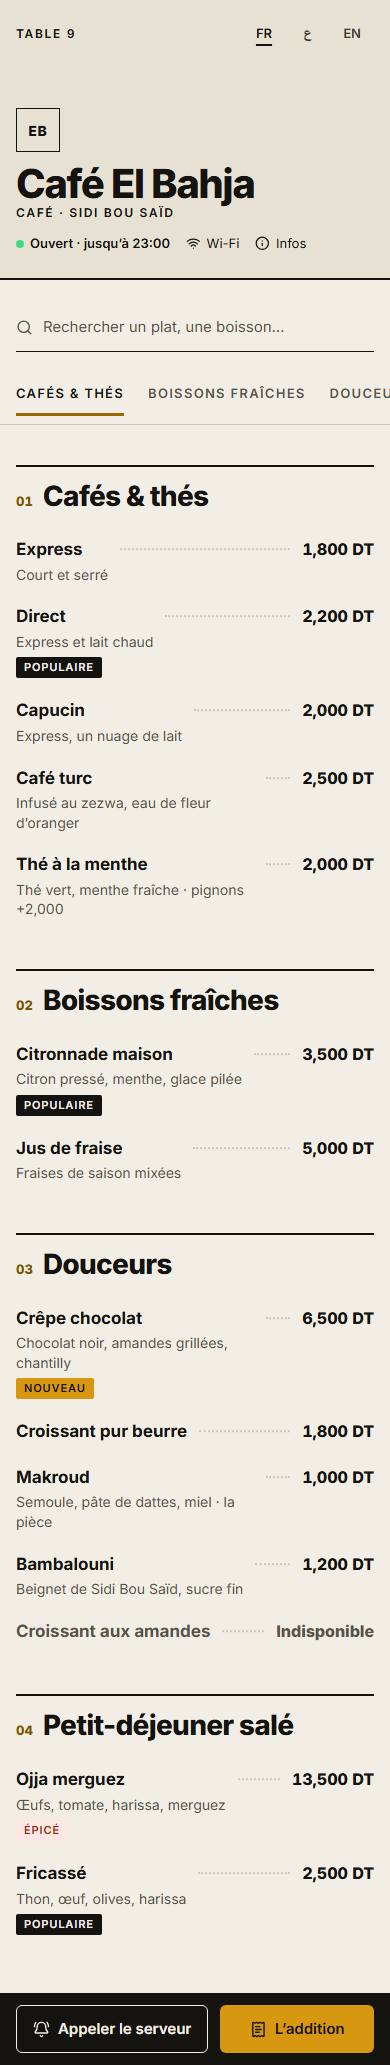 TABLE 9
FR ع EN
EB
Café El Bahja
CAFÉ · SIDI BOU SAÏD
Ouvert · jusqu’à 23:00 Wi-Fi Infos
Rechercher un plat, une boisson…
CAFÉS & THÉS BOISSONS FRAÎCHES DOUCEU
01 Cafés & thés
Express 1,800 DT
Court et serré
Direct 2,200 DT
Express et lait chaud
POPULAIRE
Capucin 2,000 DT
Express, un nuage de lait
Café turc 2,500 DT
Infusé au zezwa, eau de fleur
d’oranger
Thé à la menthe 2,000 DT
Thé vert, menthe fraîche · pignons
+2,000
02 Boissons fraîches
Citronnade maison 3,500 DT
Citron pressé, menthe, glace pilée
POPULAIRE
Jus de fraise 5,000 DT
Fraises de saison mixées
03 Douceurs
Crêpe chocolat 6,500 DT
Chocolat noir, amandes grillées,
chantilly
NOUVEAU
Croissant pur beurre 1,800 DT
Makroud 1,000 DT
Semoule, pâte de dattes, miel · la
pièce
Bambalouni 1,200 DT
Beignet de Sidi Bou Saïd, sucre fin
Croissant aux amandes Indisponible
04 Petit-déjeuner salé
Ojja merguez 13,500 DT
Œufs, tomate, harissa, merguez
ÉPICÉ
Fricassé 2,500 DT
Thon, œuf, olives, harissa
POPULAIRE
Appeler le serveur L’addition